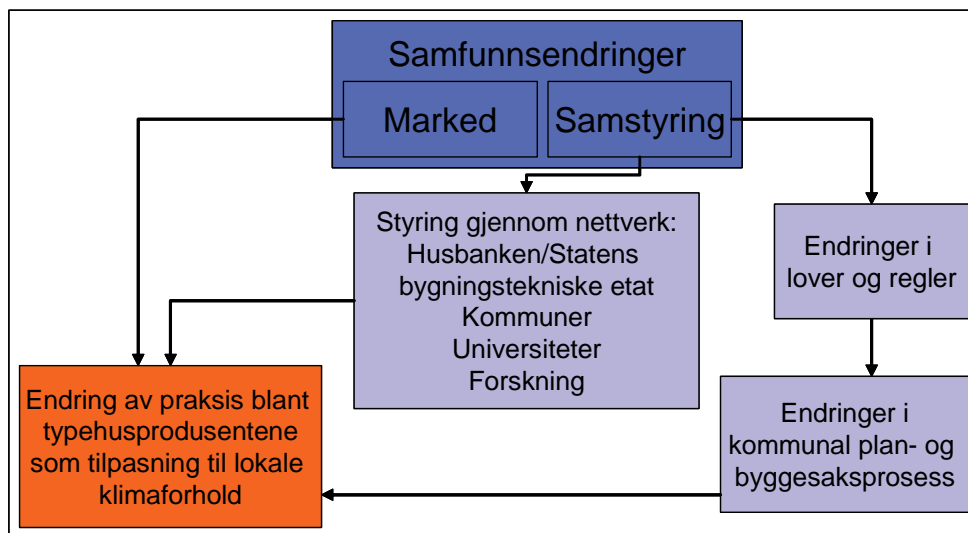 Samfunnsendringer
Marked
Samstyring
Styring gjennom nettverk:
Husbanken/Statens
bygningstekniske etat
Kommuner
Universiteter
Forskning
Endringer i
lover og regler
Endring av praksis blant
typehusprodusentene
som tilpasning til lokale
klimaforhold
Endringer i
kommunal plan- og
byggesaksprosess